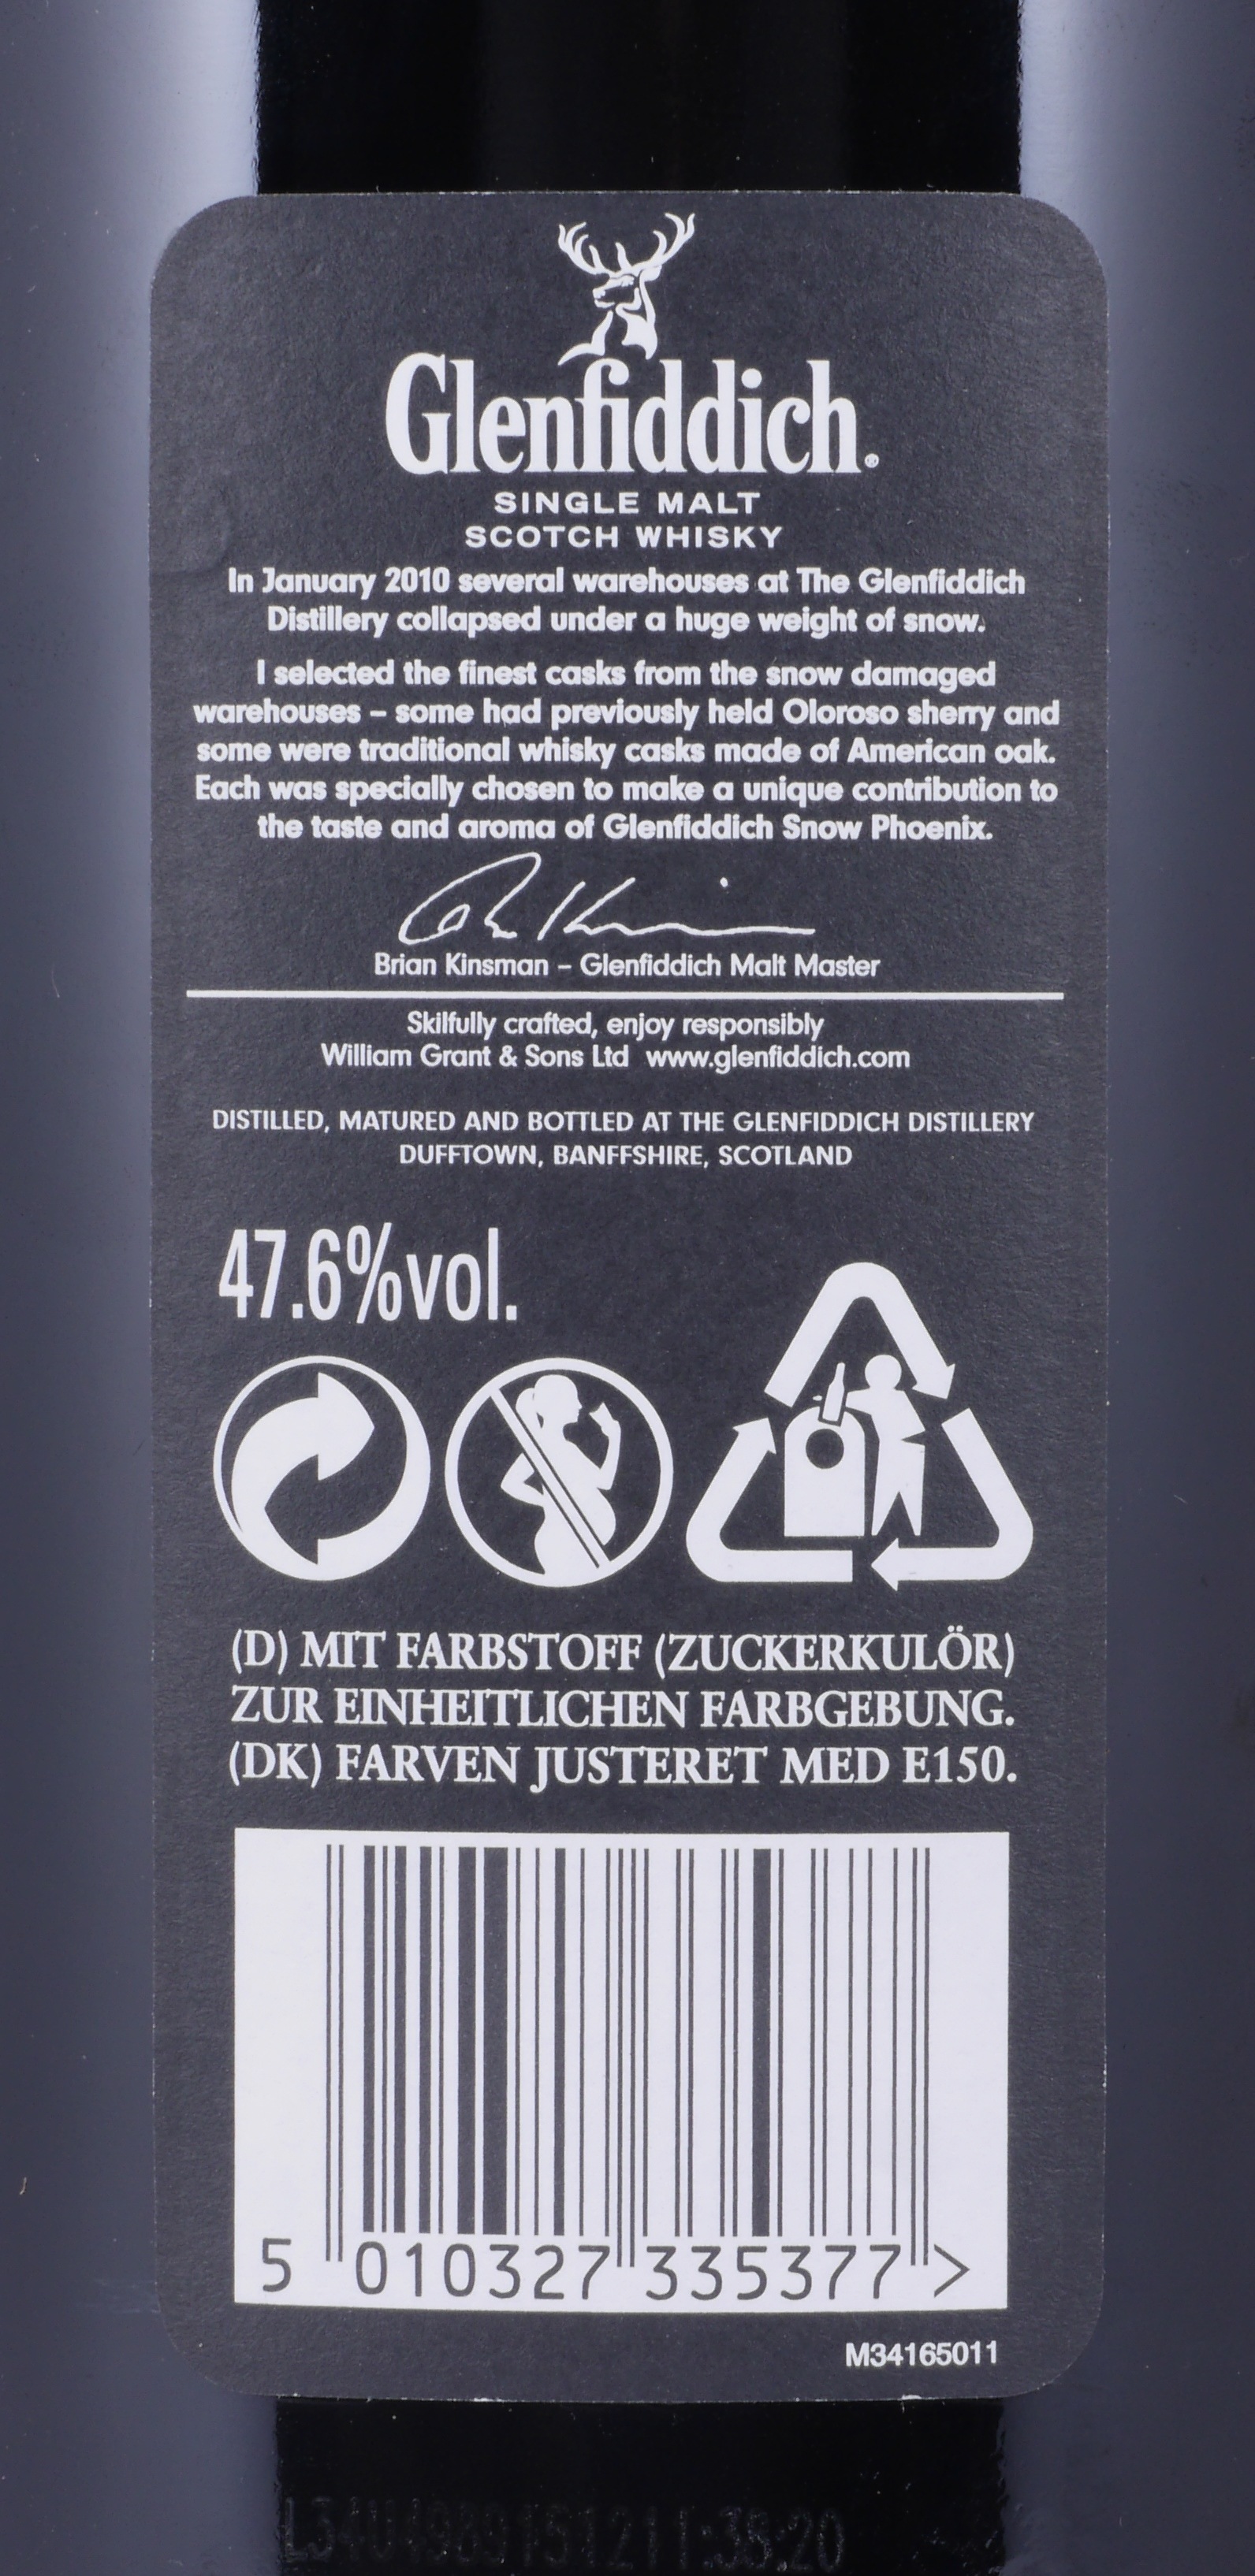 Glenfiddich®
SINGLE MALT
SCOTCH WHISKY
In January 2010 several warehouses at The Glenfiddich
Distillery collapsed under a huge weight of snow.
I selected the finest casks from the snow damaged
warehouses – some had previously held Oloroso sherry and
some were traditional whisky casks made of American oak.
Each was specially chosen to make a unique contribution to
the taste and aroma of Glenfiddich Snow Phoenix.
Brian Kinsman – Glenfiddich Malt Master
Skilfully crafted, enjoy responsibly
William Grant & Sons Ltd www.glenfiddich.com
DISTILLED, MATURED AND BOTTLED AT THE GLENFIDDICH DISTILLERY
DUFFTOWN, BANFFSHIRE, SCOTLAND
47.6%vol.
(D) MIT FARBSTOFF (ZUCKERKULÖR)
ZUR EINHEITLICHEN FARBGEBUNG.
(DK) FARVEN JUSTERET MED E150.
5 010327 335377 >
M34165011